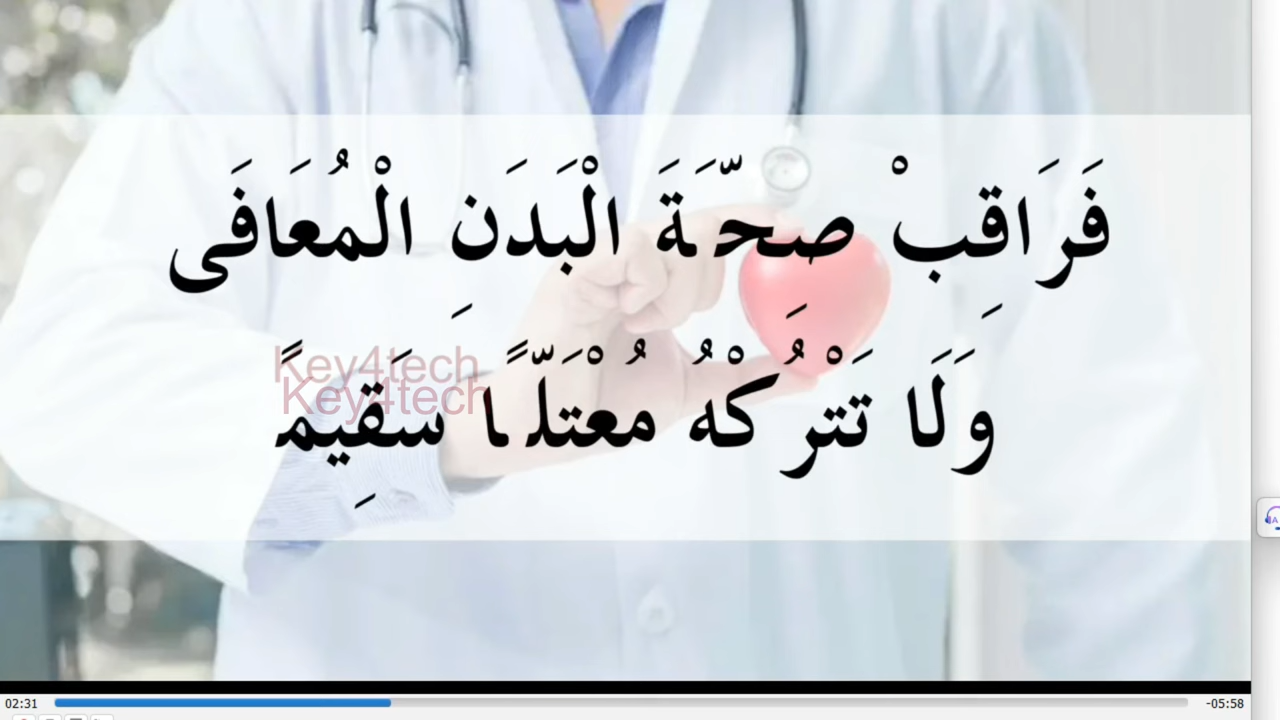 فَرَاقِبْ صِحَّةَ الْبَدَنِ الْمُعَافَى
وَلَا تَتْرُكْهُ مُعْتَلًّا سَقِيمًا
Key4tech
Key4tech
02:31 -05:58